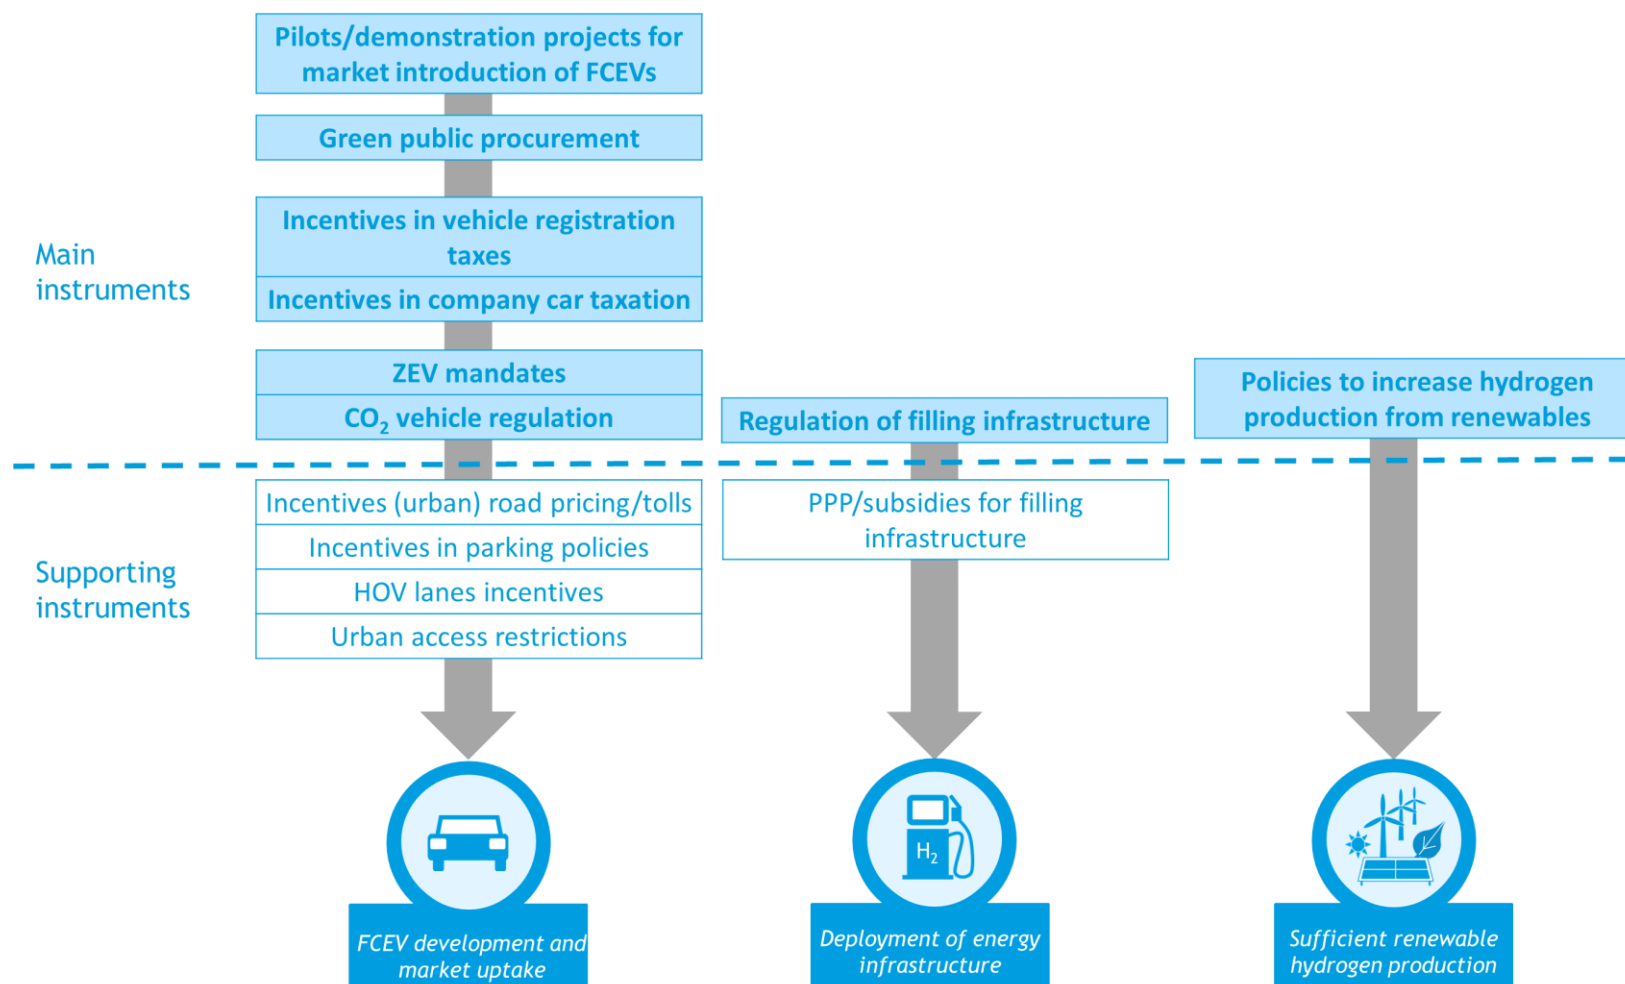 Pilots/demonstration projects for
market introduction of FCEVs
Green public procurement
Incentives in vehicle registration
taxes
Incentives in company car taxation
Main
instruments
ZEV mandates
CO₂ vehicle regulation
Regulation of filling infrastructure
Policies to increase hydrogen
production from renewables
Supporting
instruments
Incentives (urban) road pricing/tolls
Incentives in parking policies
HOV lanes incentives
Urban access restrictions
PPP/subsidies for filling
infrastructure
H₂
FCEV development and
market uptake
Deployment of energy
infrastructure
Sufficient renewable
hydrogen production